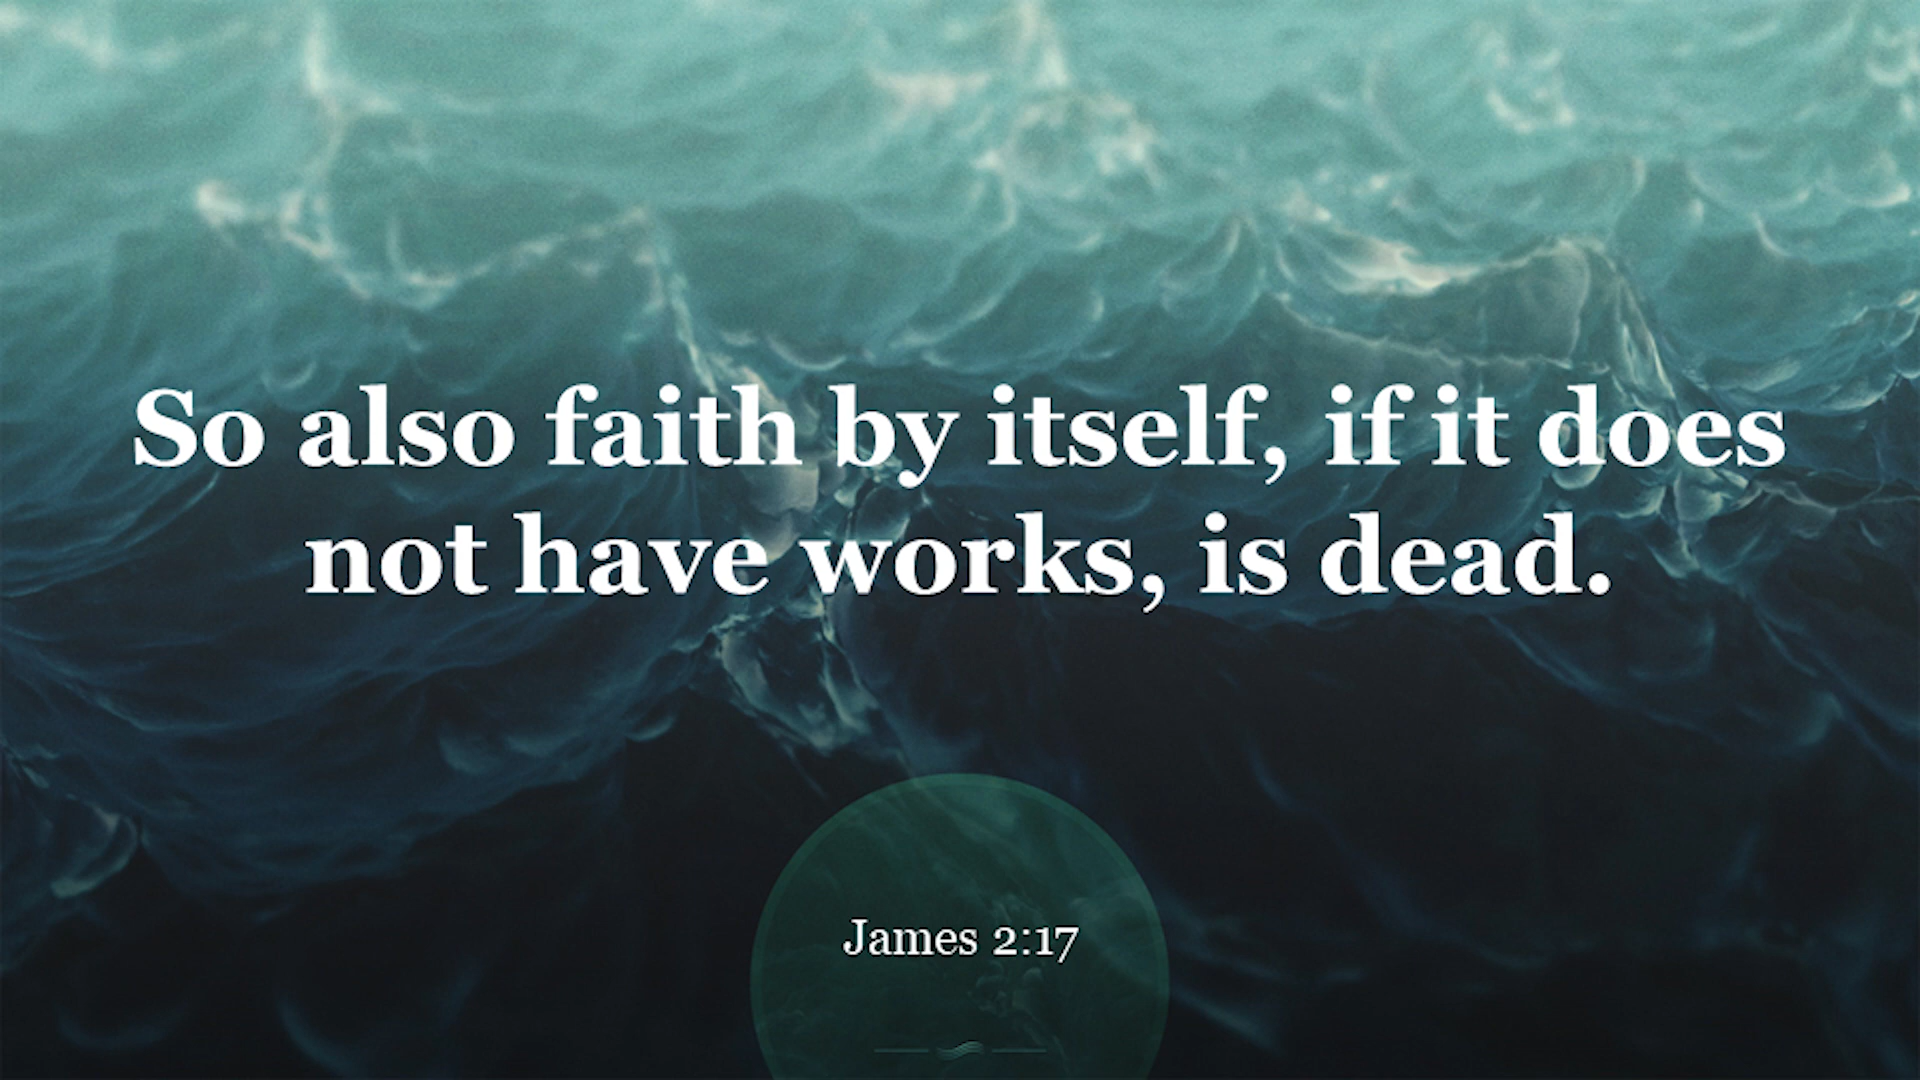 So also faith by itself, if it does
not have works, is dead.
James 2:17